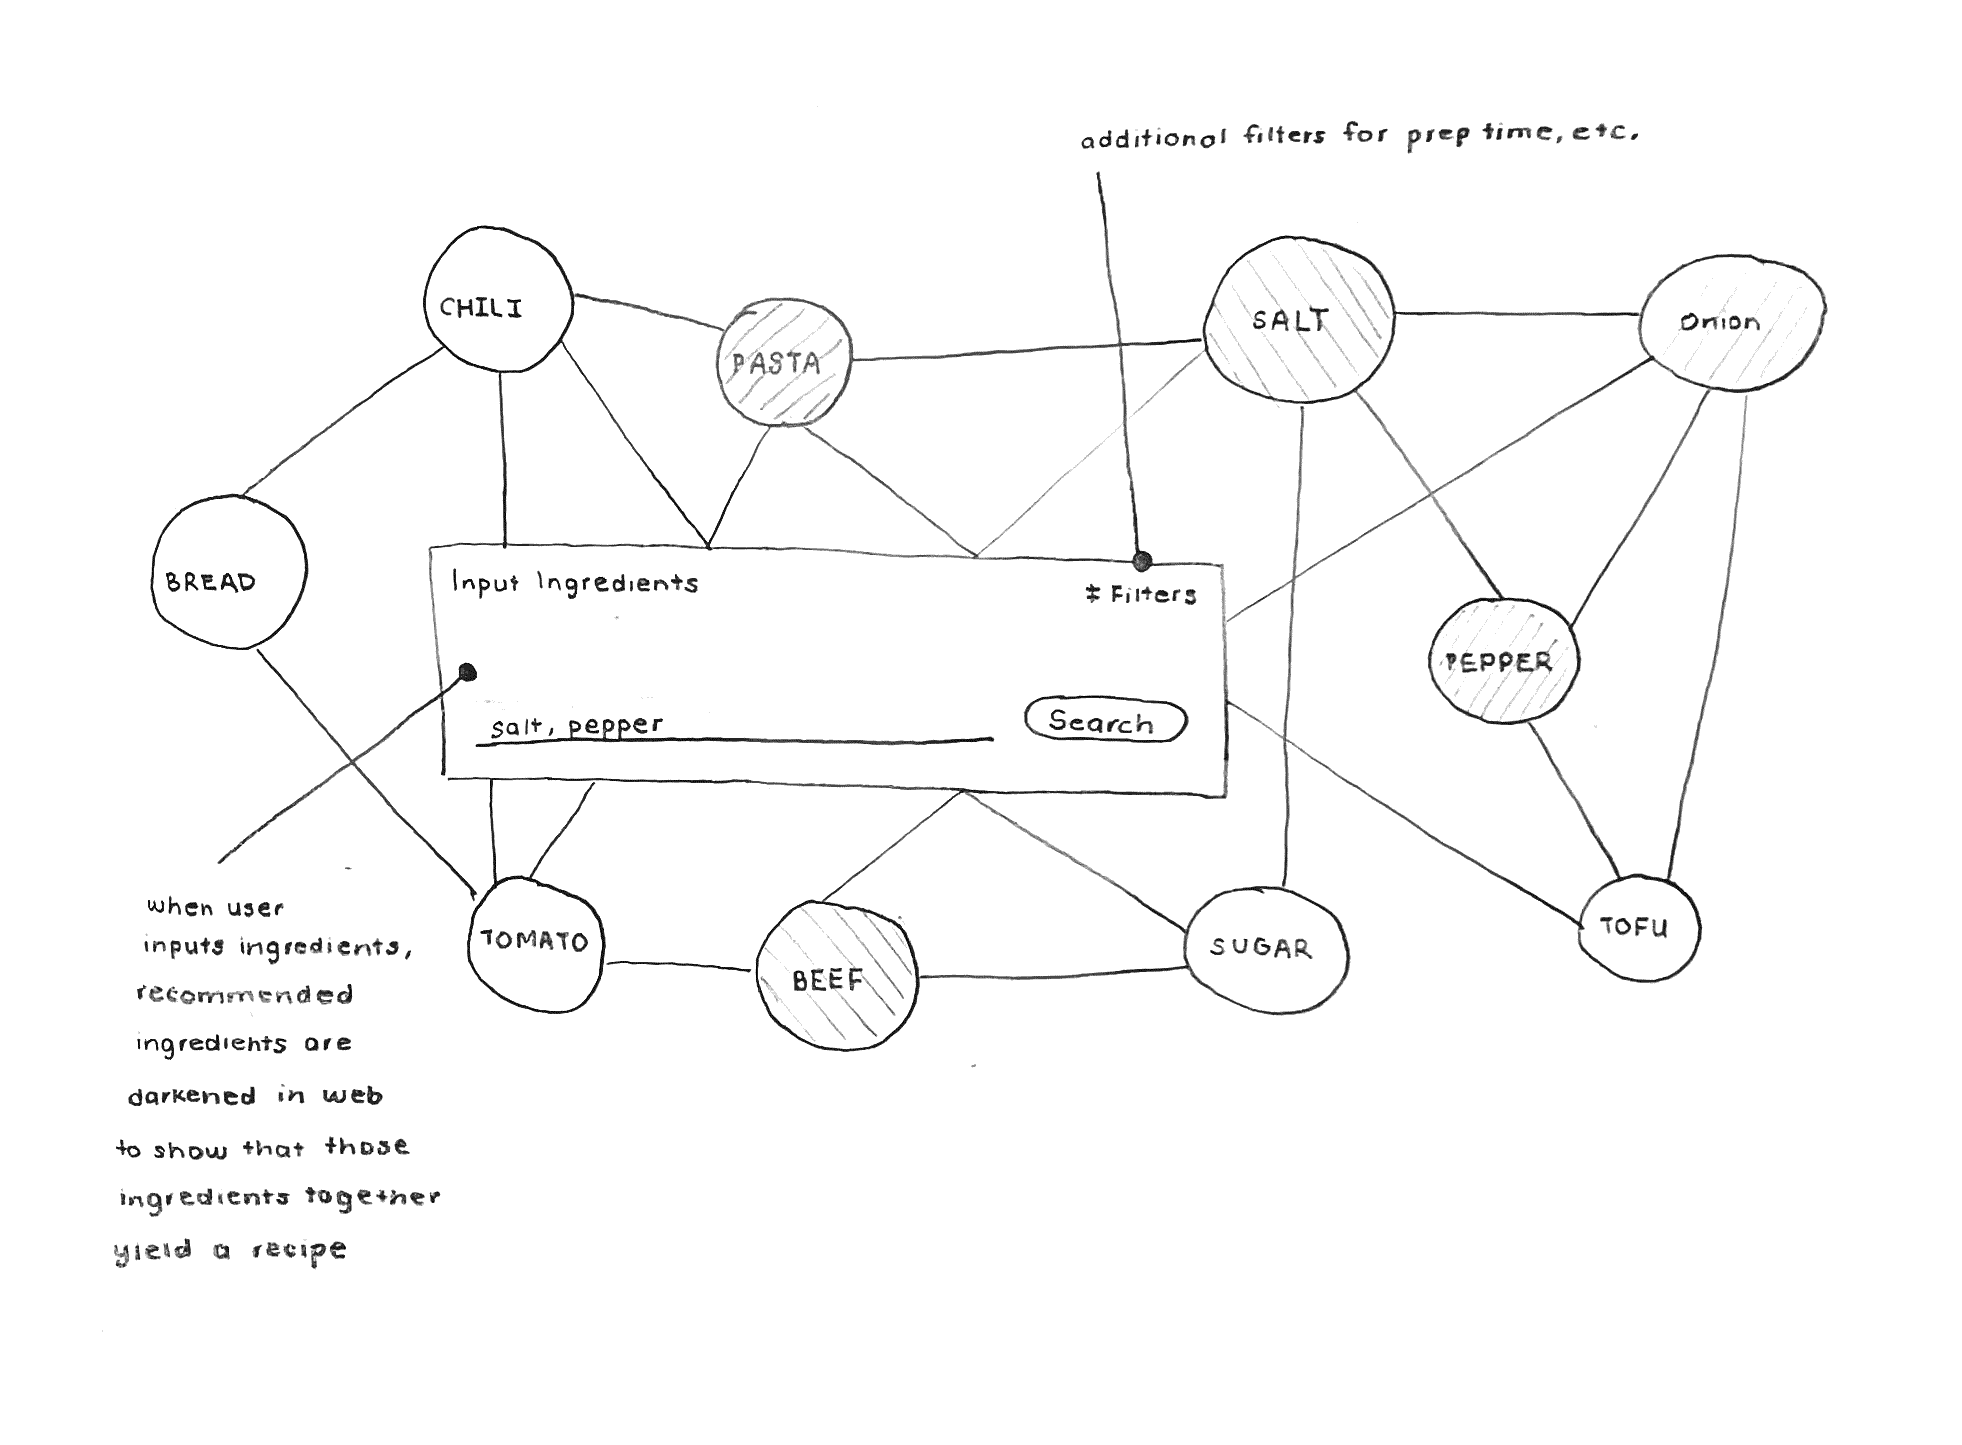 additional filters for prep time, etc.
CHILI
PASTA
SALT
Onion
BREAD
Input Ingredients
Filters
salt, pepper
Search
PEPPER
TOMATO
BEEF
SUGAR
TOFU
when user
inputs ingredients,
recommended
ingredients are
darkened in web
to show that those
ingredients together
yield a recipe